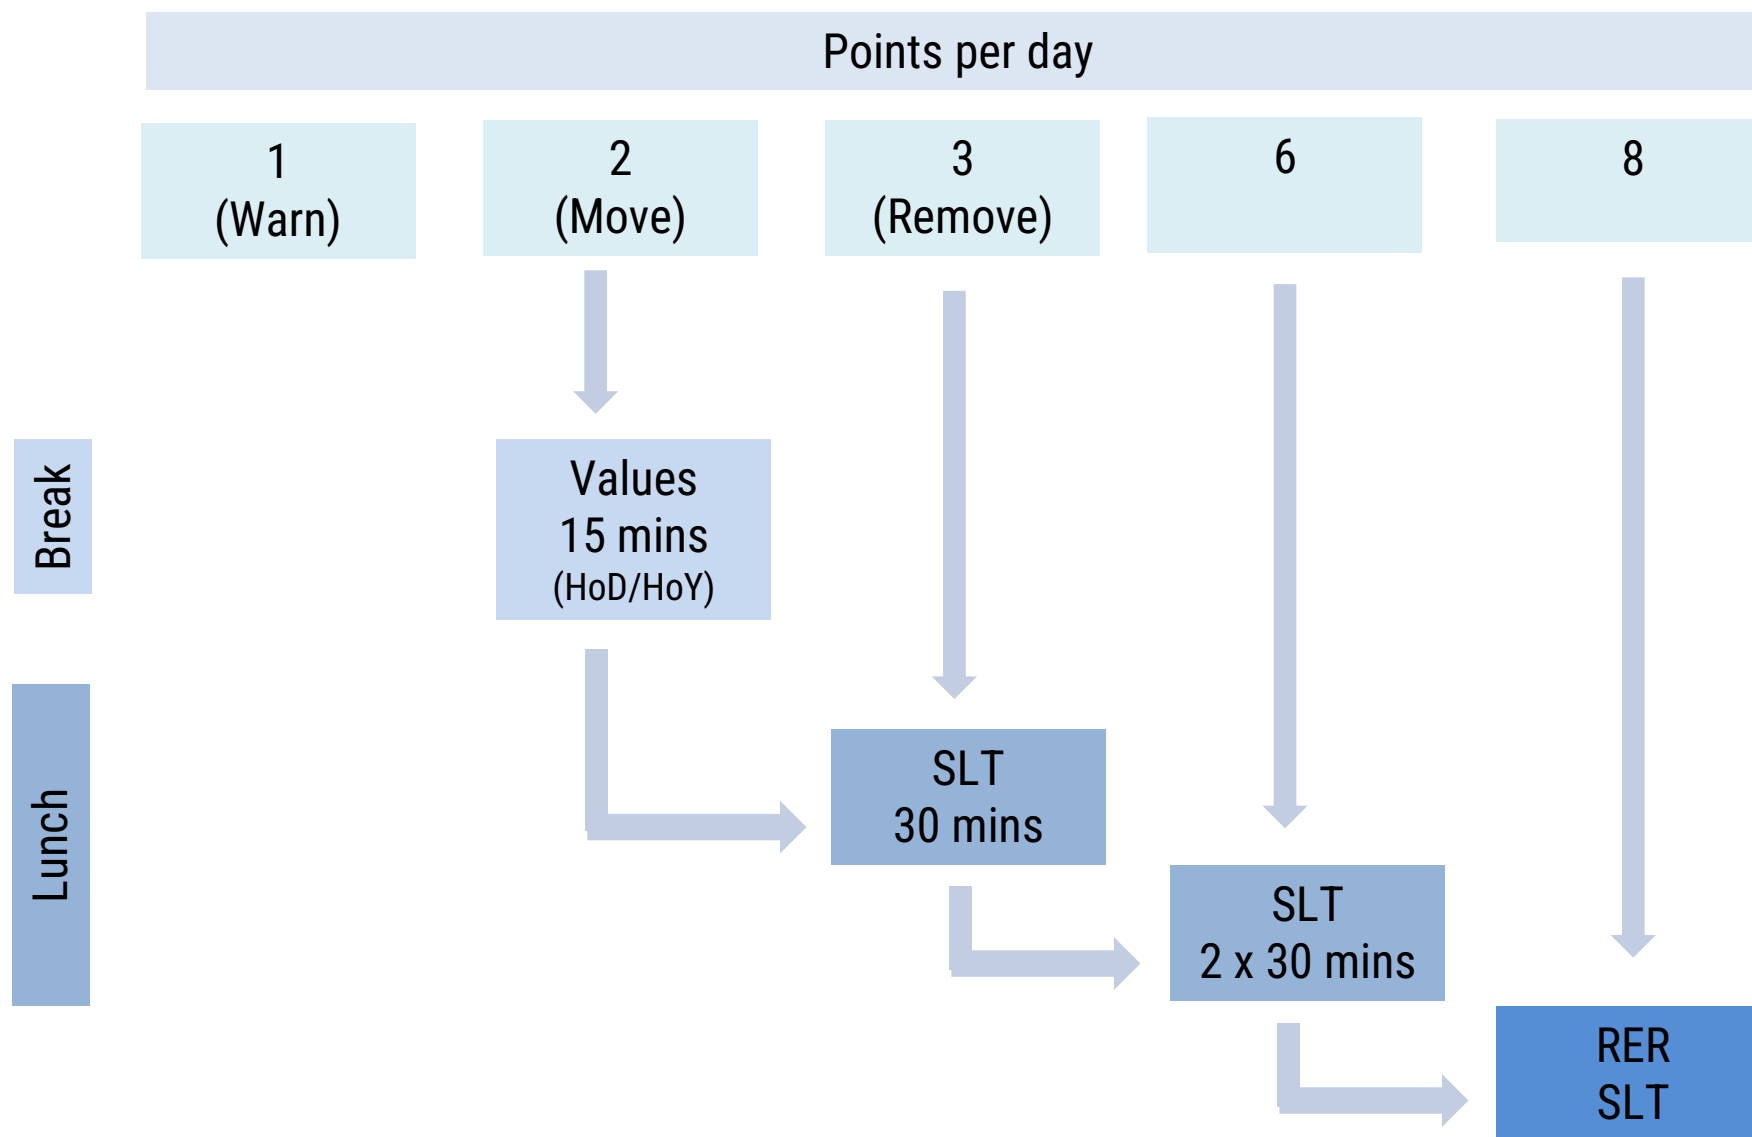 Points per day
1
(Warn)
2
(Move)
3
(Remove)
6
8
Break
Values
15 mins
(HoD/HoY)
Lunch
SLT
30 mins
SLT
2 x 30 mins
RER
SLT